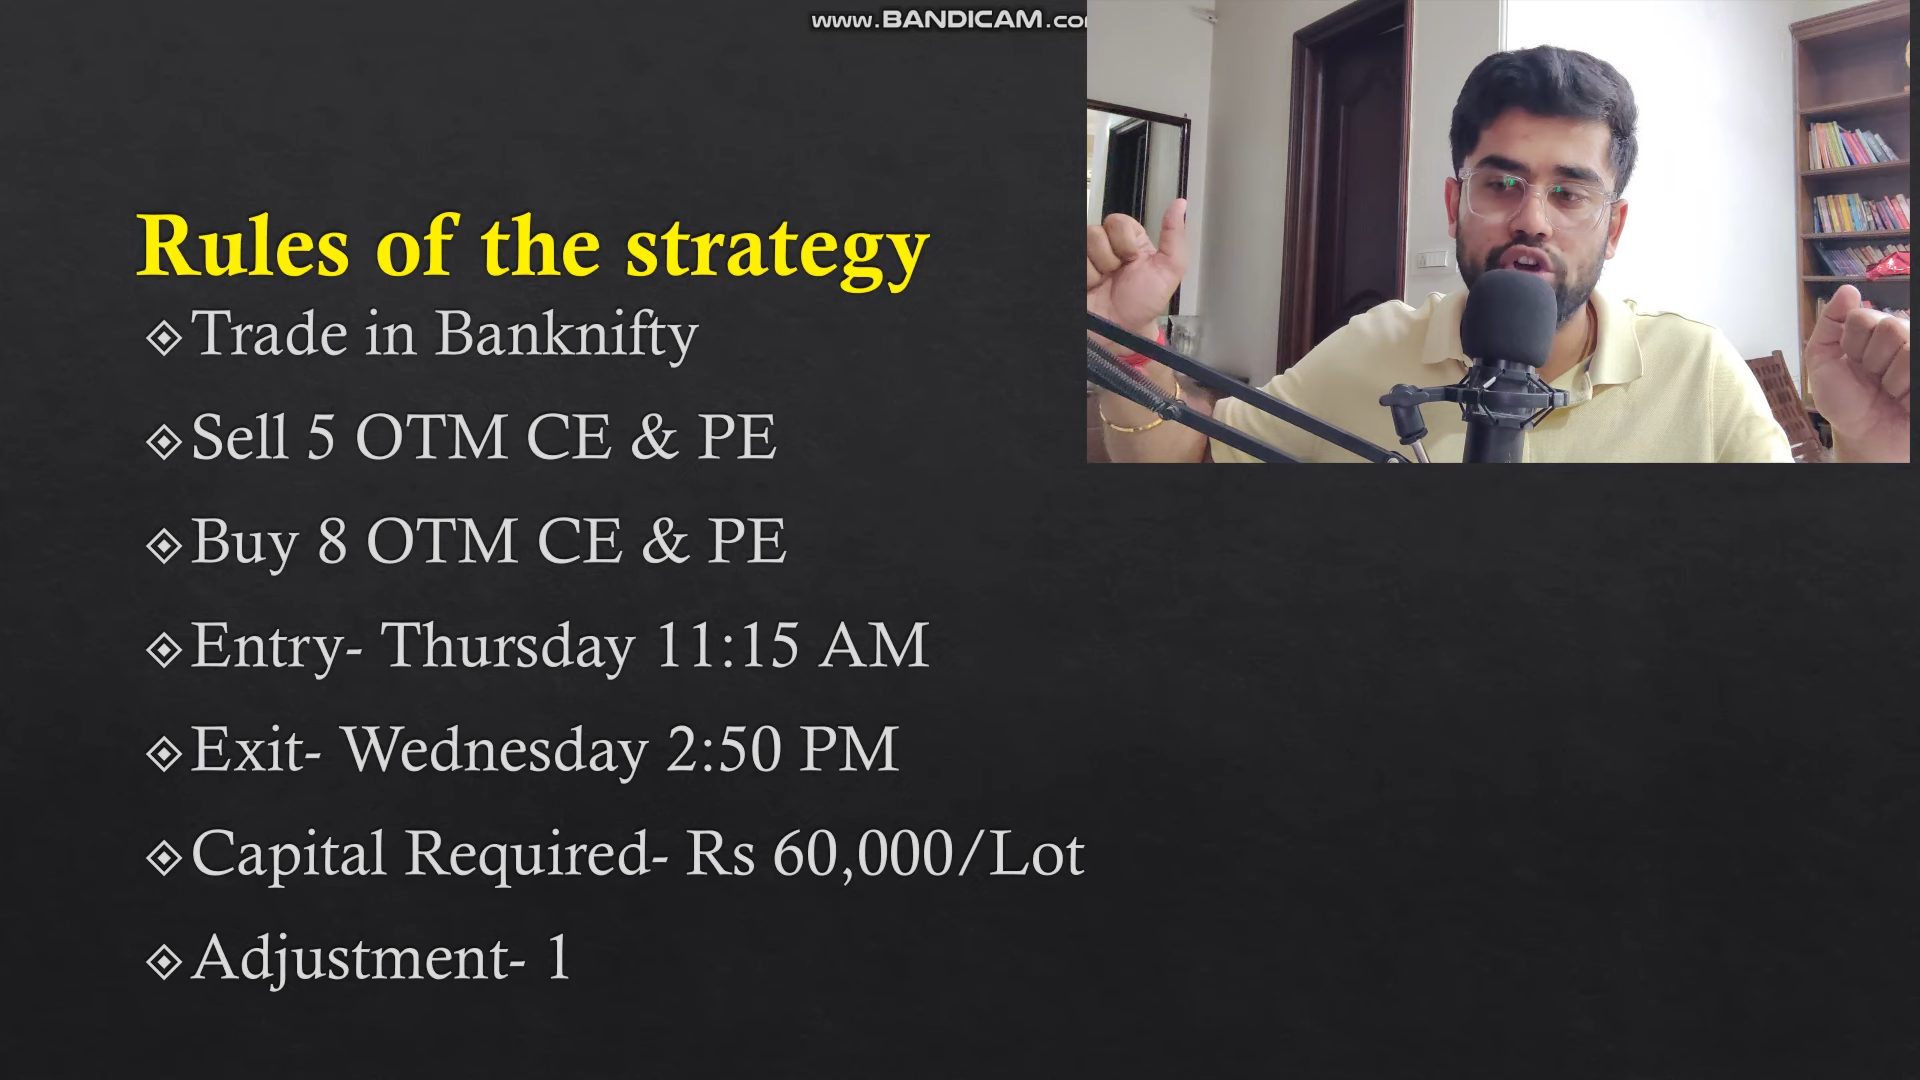 www.BANDICAM.co
Rules of the strategy
Trade in Banknifty
Sell 5 OTM CE & PE
Buy 8 OTM CE & PE
Entry- Thursday 11:15 AM
Exit- Wednesday 2:50 PM
Capital Required- Rs 60,000/Lot
Adjustment- 1